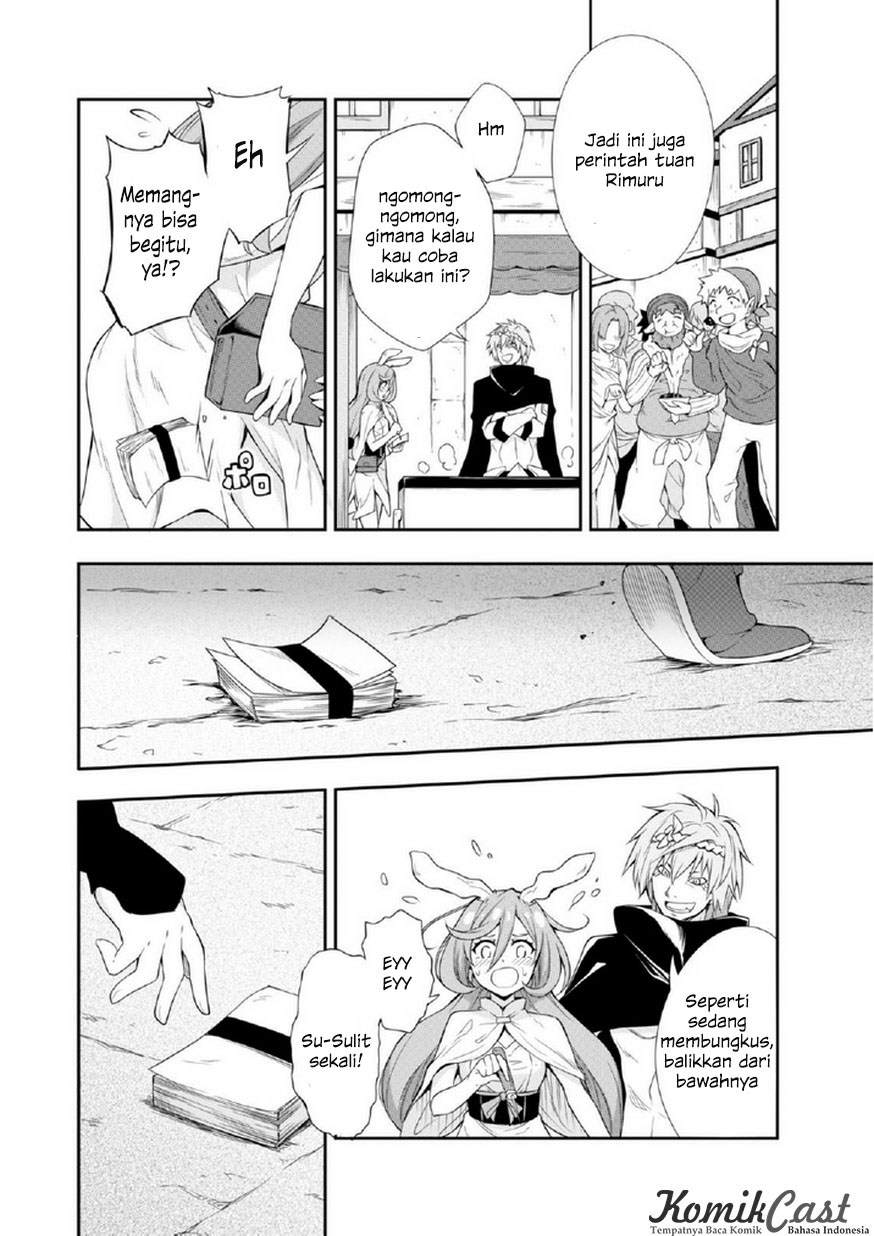 Jadi ini juga
perintah tuan
Rimuru
Hm
ngomong-
ngomong,
gimana kalau
kau coba
lakukan ini?
Eh
Memang-
nya bisa
begitu,
ya!?
ポロ
Seperti
sedang
membungkus,
balikkan dari
bawahnya
EYY
EYY
Su-Sulit
sekali!
KomikCast
Tempatnya Baca Komik Bahasa Indonesia